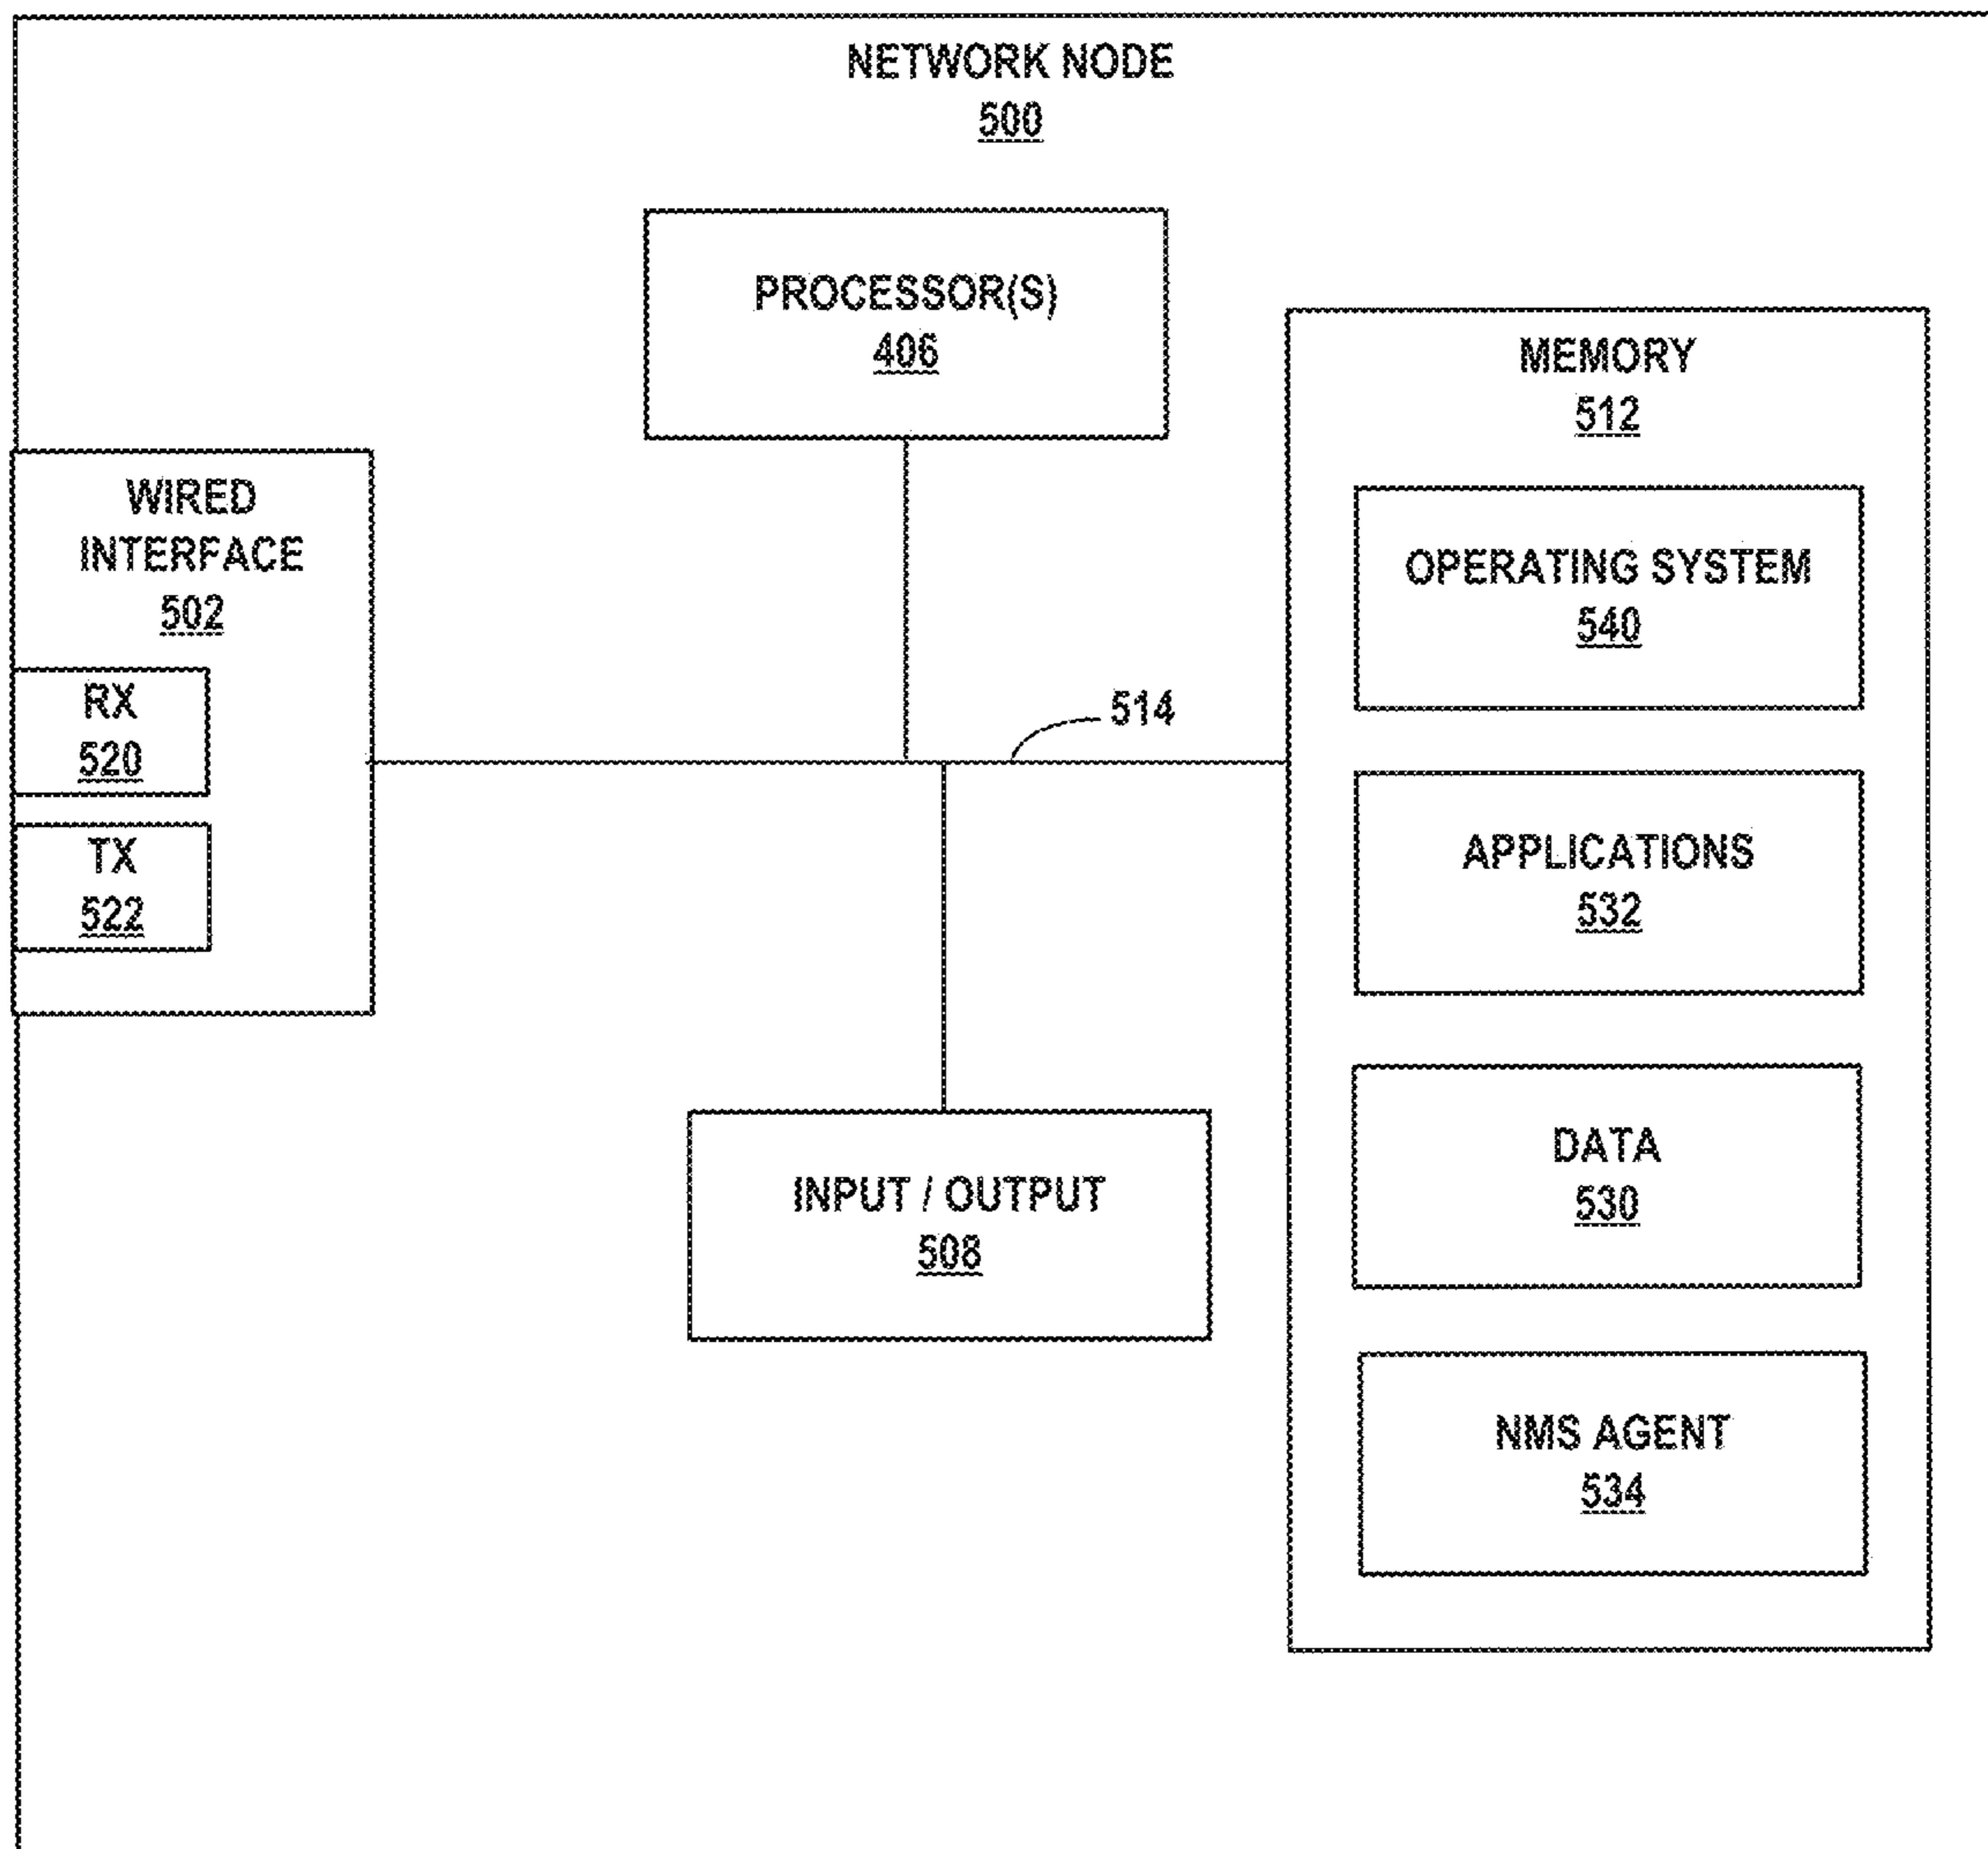 NETWORK NODE
500
PROCESSOR(S)
406
WIRED
INTERFACE
502
RX
520
TX
522
514
INPUT / OUTPUT
508
MEMORY
512
OPERATING SYSTEM
540
APPLICATIONS
532
DATA
530
NMS AGENT
534